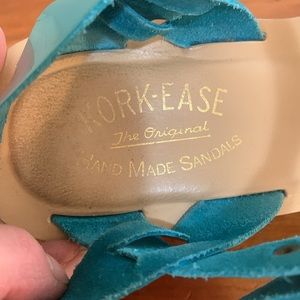 KORK-EASE
The Original
HAND MADE SANDALS